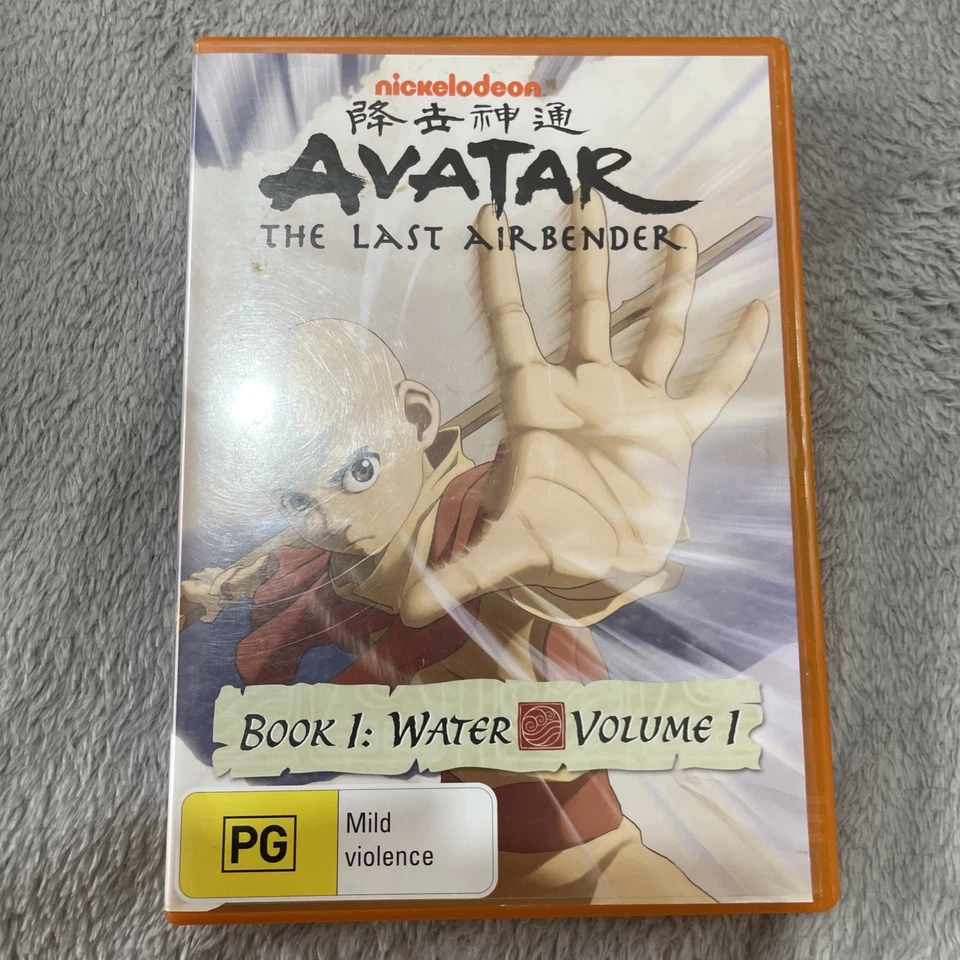 nickelodeon
降去神通
AVATAR
THE LAST AIRBENDER
BOOK 1: WATER VOLUME 1
PG
Mild
violence